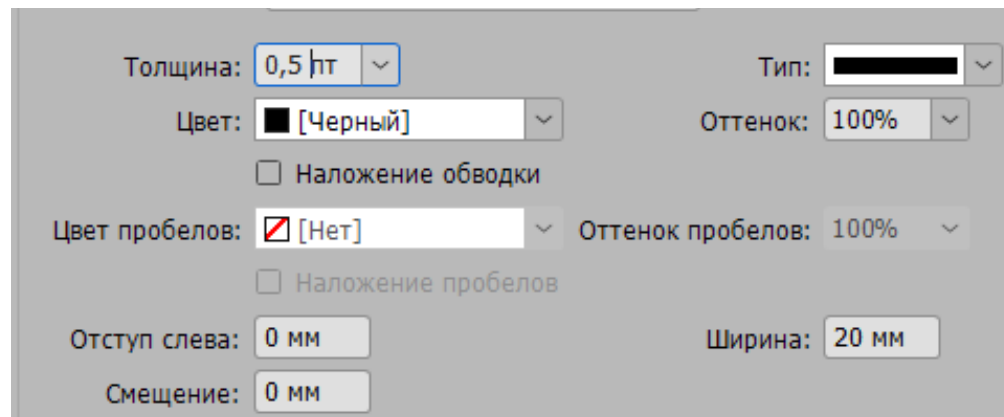 Толщина: 0,5 пт Тип:
Цвет: [Черный] Оттенок: 100%
Наложение обводки
Цвет пробелов: [Нет] Оттенок пробелов: 100%
Наложение пробелов
Отступ слева: 0 мм Ширина: 20 мм
Смещение: 0 мм